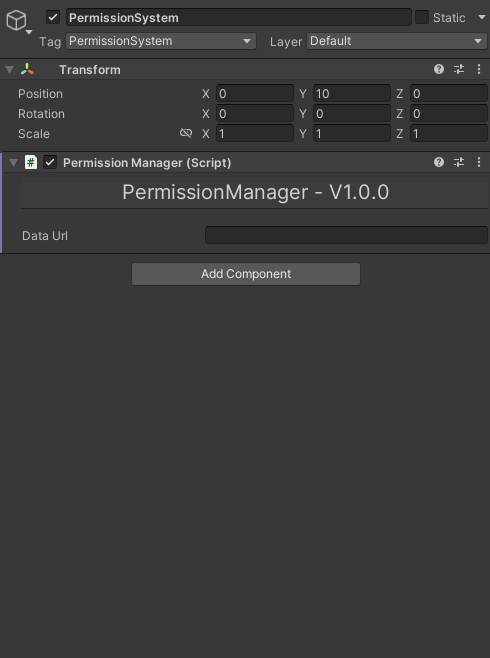 PermissionSystem Static
Tag PermissionSystem Layer Default
Transform
Position X 0 Y 10 Z 0
Rotation X 0 Y 0 Z 0
Scale X 1 Y 1 Z 1
# Permission Manager (Script)
PermissionManager - V1.0.0
Data Url
Add Component